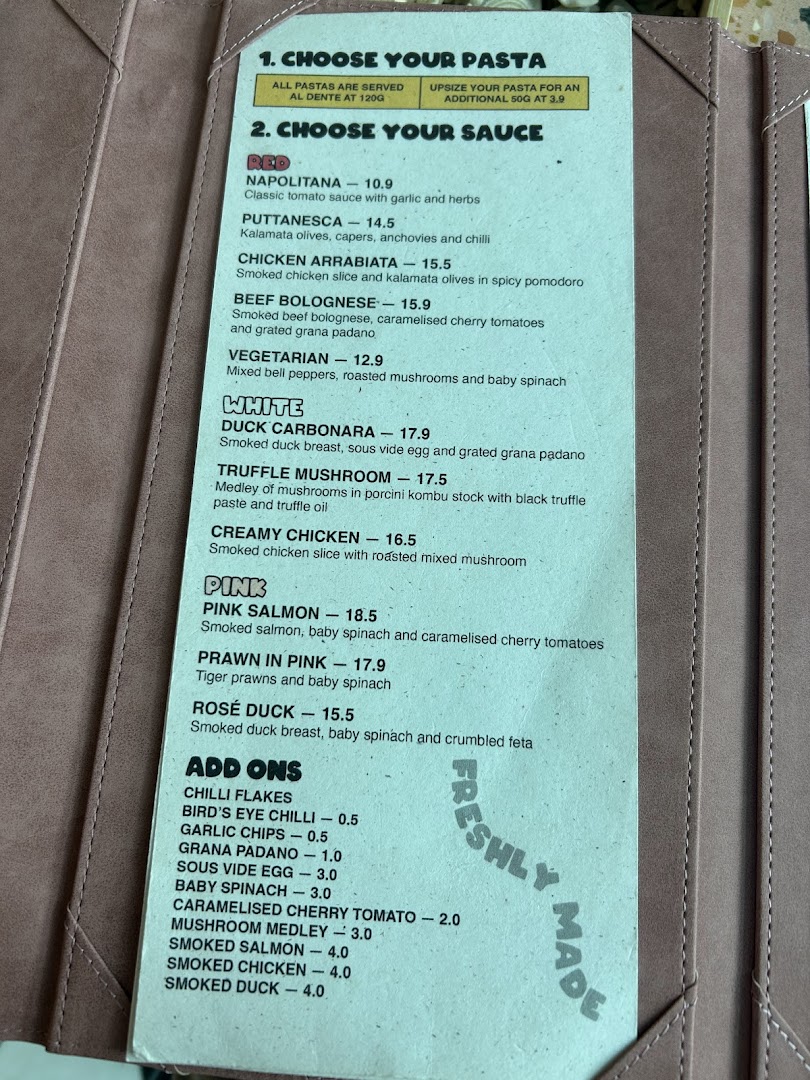 1. CHOOSE YOUR PASTA
ALL PASTAS ARE SERVED
AL DENTE AT 120G
UPSIZE YOUR PASTA FOR AN
ADDITIONAL 50G AT 3.9
2. CHOOSE YOUR SAUCE
RED
NAPOLITANA — 10.9
Classic tomato sauce with garlic and herbs
PUTTANESCA — 14.5
Kalamata olives, capers, anchovies and chilli
CHICKEN ARRABIATA — 15.5
Smoked chicken slice and kalamata olives in spicy pomodoro
BEEF BOLOGNESE — 15.9
Smoked beef bolognese, caramelised cherry tomatoes
and grated grana padano
VEGETARIAN — 12.9
Mixed bell peppers, roasted mushrooms and baby spinach
WHITE
DUCK CARBONARA — 17.9
Smoked duck breast, sous vide egg and grated grana padano
TRUFFLE MUSHROOM — 17.5
Medley of mushrooms in porcini kombu stock with black truffle
paste and truffle oil
CREAMY CHICKEN — 16.5
Smoked chicken slice with roasted mixed mushroom
PINK
PINK SALMON — 18.5
Smoked salmon, baby spinach and caramelised cherry tomatoes
PRAWN IN PINK — 17.9
Tiger prawns and baby spinach
ROSÉ DUCK — 15.5
Smoked duck breast, baby spinach and crumbled feta
ADD ONS
CHILLI FLAKES
BIRD'S EYE CHILLI — 0.5
GARLIC CHIPS — 0.5
GRANA PADANO — 1.0
SOUS VIDE EGG — 3.0
BABY SPINACH — 3.0
CARAMELISED CHERRY TOMATO — 2.0
MUSHROOM MEDLEY — 3.0
SMOKED SALMON — 4.0
SMOKED CHICKEN — 4.0
SMOKED DUCK — 4.0
FRESHLY MADE